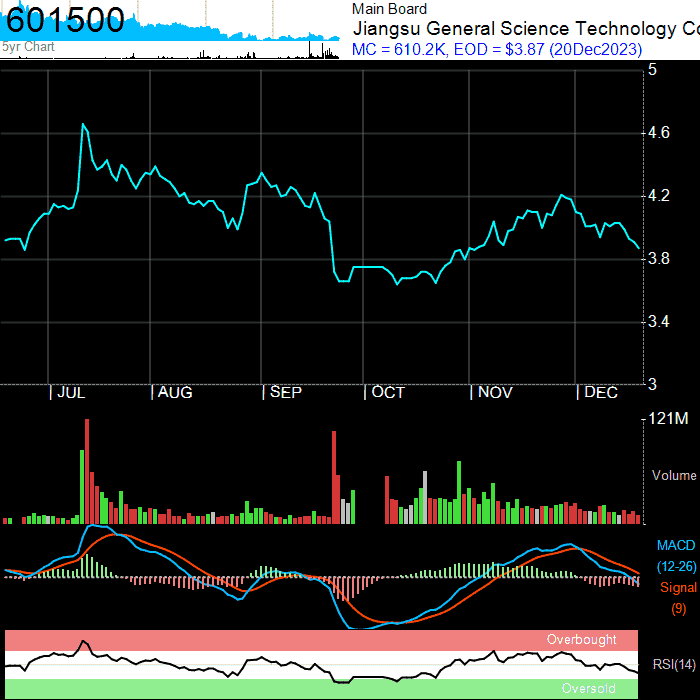 601500
5yr Chart
Main Board
Jiangsu General Science Technology Co
MC = 610.2K, EOD = $3.87 (20Dec2023)
5
4.6
4.2
3.8
3.4
3
JUL AUG SEP OCT NOV DEC
121M
Volume
MACD
(12-26)
Signal
(9)
Overbought
RSI(14)
Oversold